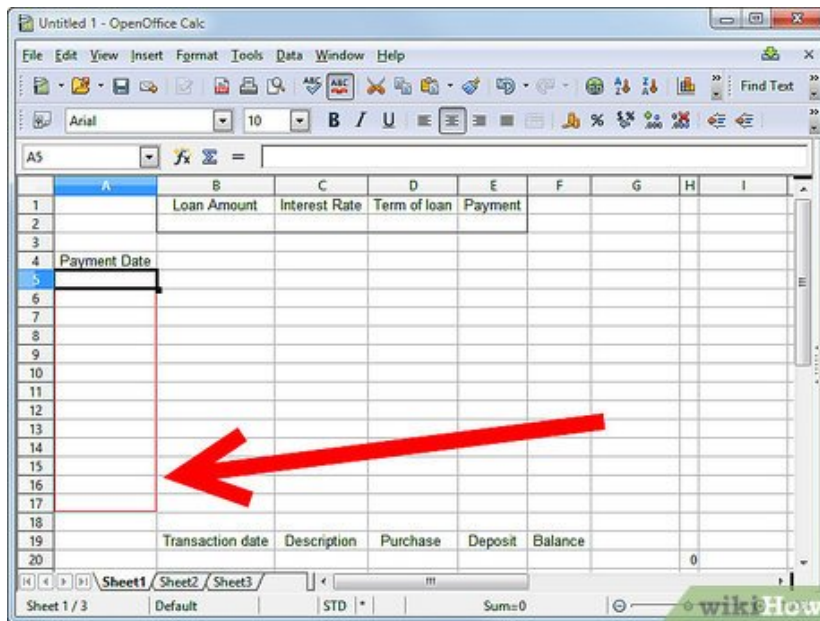 Untitled 1 - OpenOffice Calc
File Edit View Insert Format Tools Data Window Help
ABC ABC Find Text
Arial 10 B I U
A5 fx Σ =
A B C D E F G H I
1 Loan Amount Interest Rate Term of loan Payment
2
3
4 Payment Date
5
6
7
8
9
10
11
12
13
14
15
16
17
18
19 Transaction date Description Purchase Deposit Balance
20 0
Sheet1 Sheet2 Sheet3
Sheet 1 / 3 Default STD * Sum=0
wikiHow